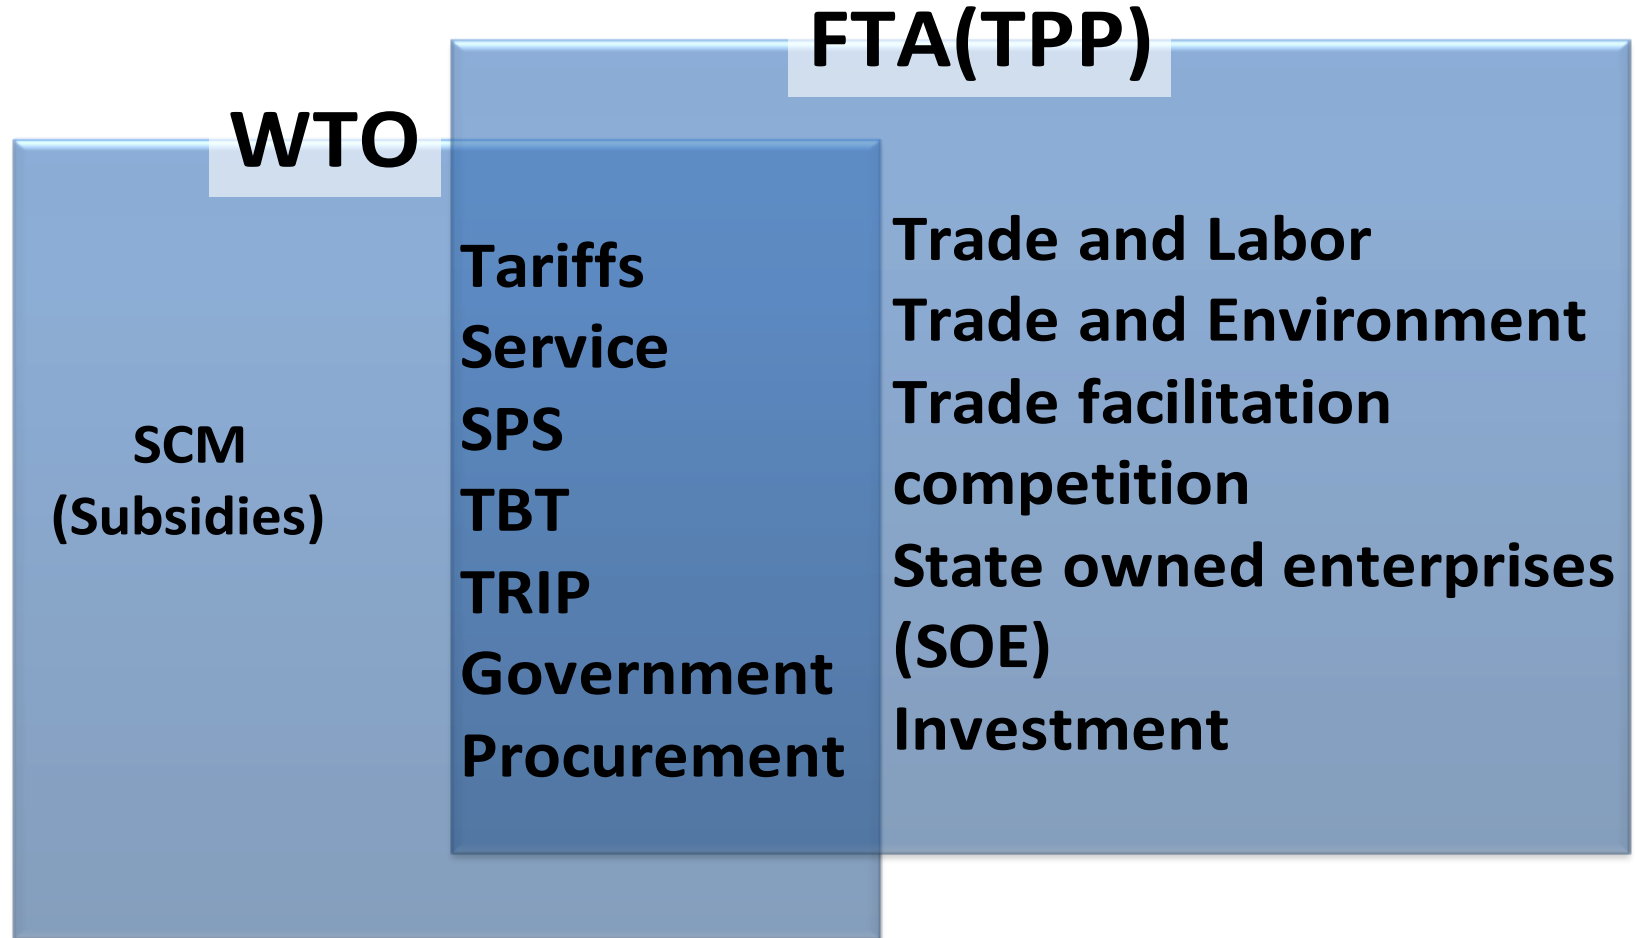 FTA(TPP)
WTO
SCM
(Subsidies)
Tariffs
Service
SPS
TBT
TRIP
Government
Procurement
Trade and Labor
Trade and Environment
Trade facilitation
competition
State owned enterprises
(SOE)
Investment